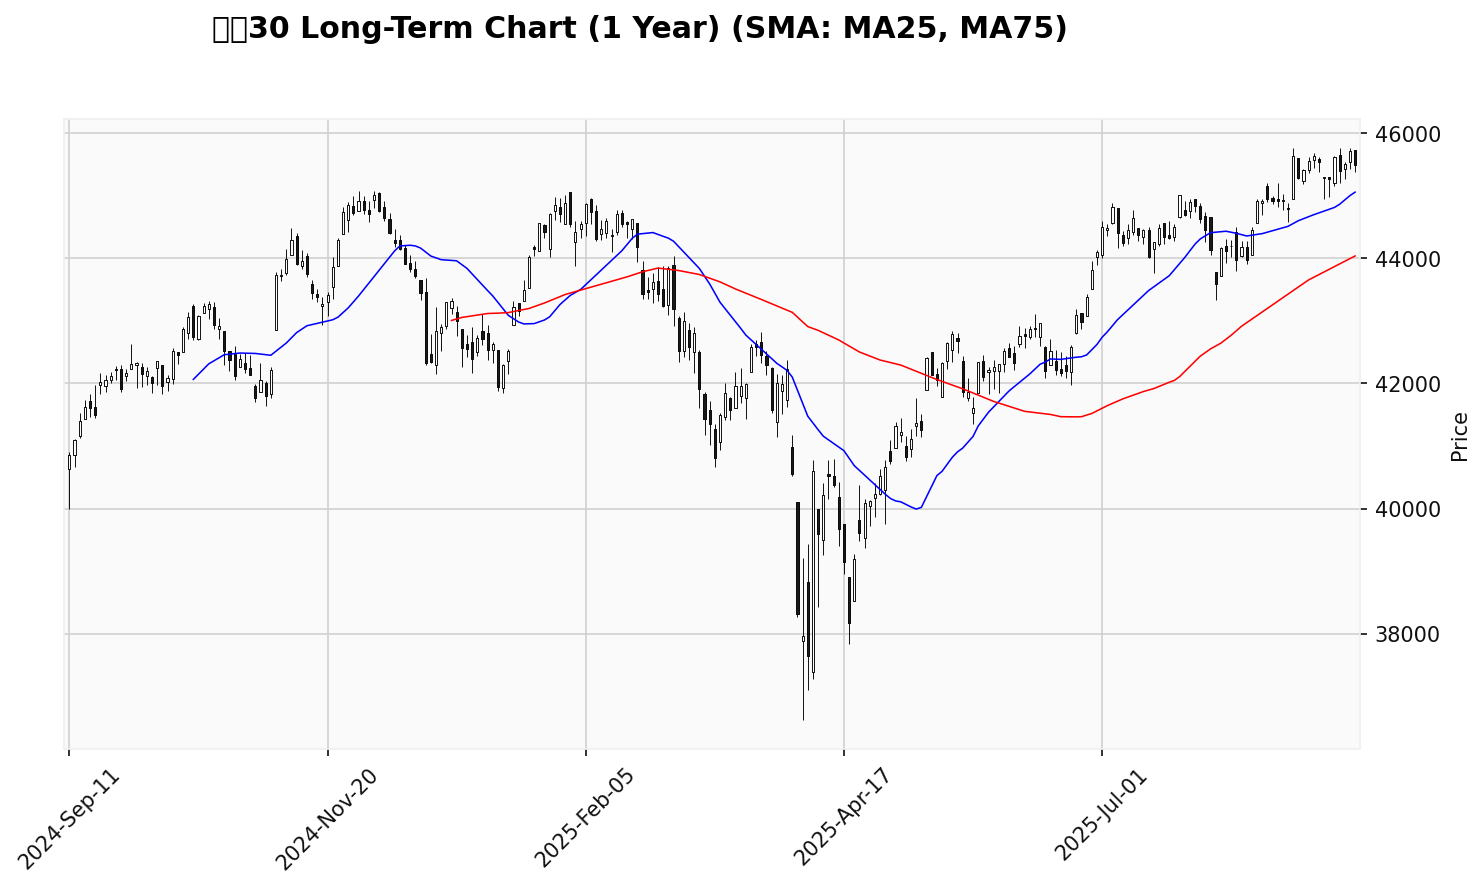 30 Long-Term Chart (1 Year) (SMA: MA25, MA75)
46000
44000
42000
40000
38000
Price
2024-Sep-11
2024-Nov-20
2025-Feb-05
2025-Apr-17
2025-Jul-01